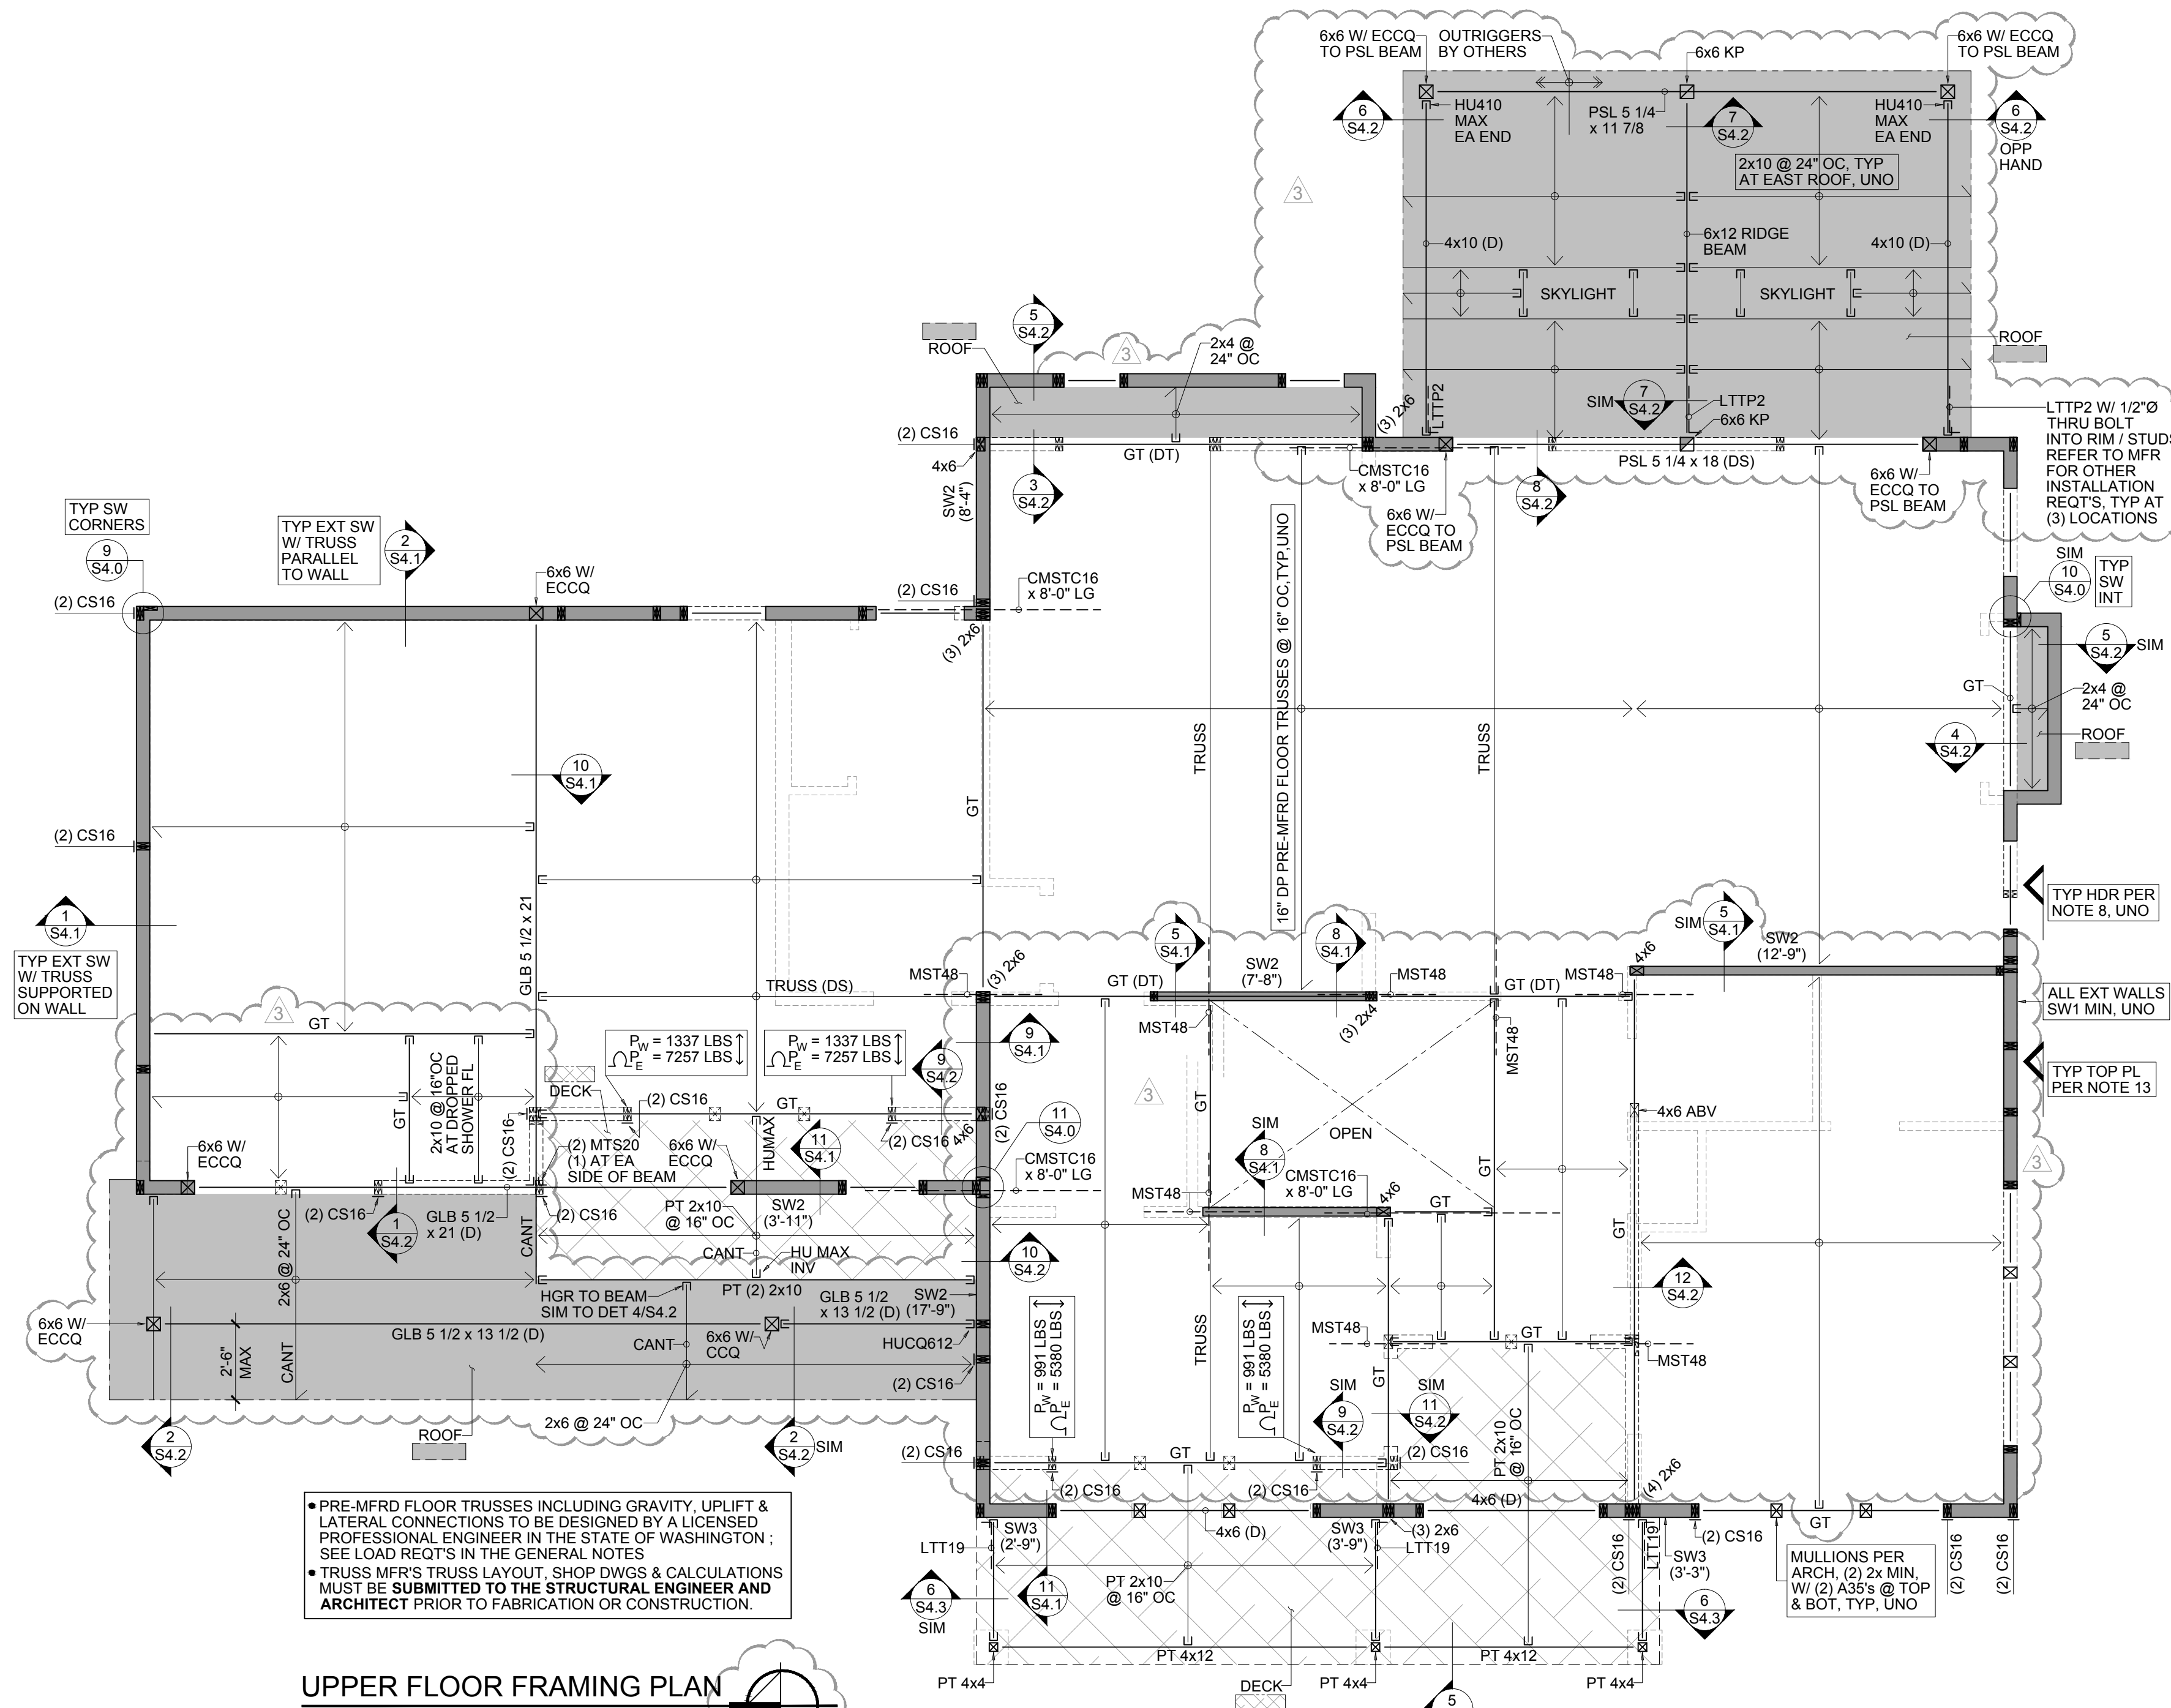 6x6 W/ ECCQ
TO PSL BEAM
OUTRIGGERS
BY OTHERS
6x6 KP
6x6 W/ ECCQ
TO PSL BEAM
6
S4.2
HU410
MAX
EA END
PSL 5 1/4
x 11 7/8
7
S4.2
HU410
MAX
EA END
6
S4.2
OPP
HAND
3
2x10 @ 24" OC, TYP
AT EAST ROOF, UNO
4x10 (D)
6x12 RIDGE
BEAM
4x10 (D)
SKYLIGHT
SKYLIGHT
ROOF
5
S4.2
ROOF
3
2x4 @
24" OC
(3) 2x6
LTTP2
SIM
7
S4.2
LTTP2
6x6 KP
LTTP2 W/ 1/2"Ø
THRU BOLT
INTO RIM / STUDS
REFER TO MFR
FOR OTHER
INSTALLATION
REQT'S, TYP AT
(3) LOCATIONS
(2) CS16
4x6
SW2
(8'-4")
3
S4.2
GT (DT)
CMSTC16
x 8'-0" LG
6x6 W/
ECCQ TO
PSL BEAM
8
S4.2
PSL 5 1/4 x 18 (DS)
6x6 W/
ECCQ TO
PSL BEAM
TYP SW
CORNERS
9
S4.0
TYP EXT SW
W/ TRUSS
PARALLEL
TO WALL
2
S4.1
6x6 W/
ECCQ
(2) CS16
(2) CS16
CMSTC16
x 8'-0" LG
(3) 2x6
SIM
10
S4.0
TYP
SW
INT
5
S4.2
SIM
GT
2x4 @
24" OC
4
S4.2
ROOF
16" DP PRE-MFRD FLOOR TRUSSES @ 16" OC,TYP,UNO
TRUSS
TRUSS
10
S4.1
GT
(2) CS16
GLB 5 1/2 x 21
1
S4.1
TYP EXT SW
W/ TRUSS
SUPPORTED
ON WALL
TYP HDR PER
NOTE 8, UNO
5
S4.1
8
S4.1
SIM
5
S4.1
SW2
(12'-9")
4x6
MST48
(3) 2x6
GT (DT)
SW2
(7'-8")
MST48
GT (DT)
MST48
TRUSS (DS)
ALL EXT WALLS
SW1 MIN, UNO
3
GT
PW = 1337 LBS
PE = 7257 LBS
PW = 1337 LBS
PE = 7257 LBS
9
S4.2
9
S4.1
MST48
(3) 2x4
MST48
TYP TOP PL
PER NOTE 13
DECK
(2) CS16
GT
(2) CS16
4x6
(2) CS16
11
S4.0
3
GT
OPEN
4x6 ABV
GT
2x10 @ 16"OC
AT DROPPED
SHOWER FL
(2) CS16
(2) MTS20
(1) AT EA
SIDE OF BEAM
6x6 W/
ECCQ
HUMAX
11
S4.1
CMSTC16
x 8'-0" LG
SIM
8
S4.1
CMSTC16
x 8'-0" LG
MST48
4x6
GT
GT
3
6x6 W/
ECCQ
(2) CS16
1
S4.2
GLB 5 1/2
x 21 (D)
(2) CS16
CANT
PT 2x10
@ 16" OC
SW2
(3'-11")
CANT
HU MAX
INV
GT
10
S4.2
12
S4.2
2x6 @ 24" OC
CANT
HGR TO BEAM
SIM TO DET 4/S4.2
PT (2) 2x10
GLB 5 1/2
x 13 1/2 (D)
SW2
(17'-9")
6x6 W/
ECCQ
2'-6"
MAX
GLB 5 1/2 x 13 1/2 (D)
CANT
6x6 W/
CCQ
HUCQ612
(2) CS16
PW = 991 LBS
PE = 5380 LBS
TRUSS
PW = 991 LBS
PE = 5380 LBS
MST48
GT
GT
MST48
SIM
9
S4.2
SIM
11
S4.2
2
S4.2
ROOF
2x6 @ 24" OC
2
S4.2
SIM
(2) CS16
GT
(2) CS16
PT 2x10
@ 16" OC
(2) CS16
(2) CS16
4x6 (D)
(4) 2x6
SW3
(2'-9")
4x6 (D)
SW3
(3'-9")
(3) 2x6
LTT19
LTT19
(2) CS16
LTT19
(2) CS16
SW3
(3'-3")
GT
(2) CS16
(2) CS16
MULLIONS PER
ARCH, (2) 2x MIN,
W/ (2) A35's @ TOP
& BOT, TYP, UNO
6
S4.3
SIM
11
S4.1
PT 2x10
@ 16" OC
6
S4.3
• PRE-MFRD FLOOR TRUSSES INCLUDING GRAVITY, UPLIFT &
LATERAL CONNECTIONS TO BE DESIGNED BY A LICENSED
PROFESSIONAL ENGINEER IN THE STATE OF WASHINGTON ;
SEE LOAD REQT'S IN THE GENERAL NOTES
• TRUSS MFR'S TRUSS LAYOUT, SHOP DWGS & CALCULATIONS
MUST BE SUBMITTED TO THE STRUCTURAL ENGINEER AND
ARCHITECT PRIOR TO FABRICATION OR CONSTRUCTION.
PT 4x12
PT 4x12
PT 4x4
DECK
PT 4x4
PT 4x4
5
UPPER FLOOR FRAMING PLAN